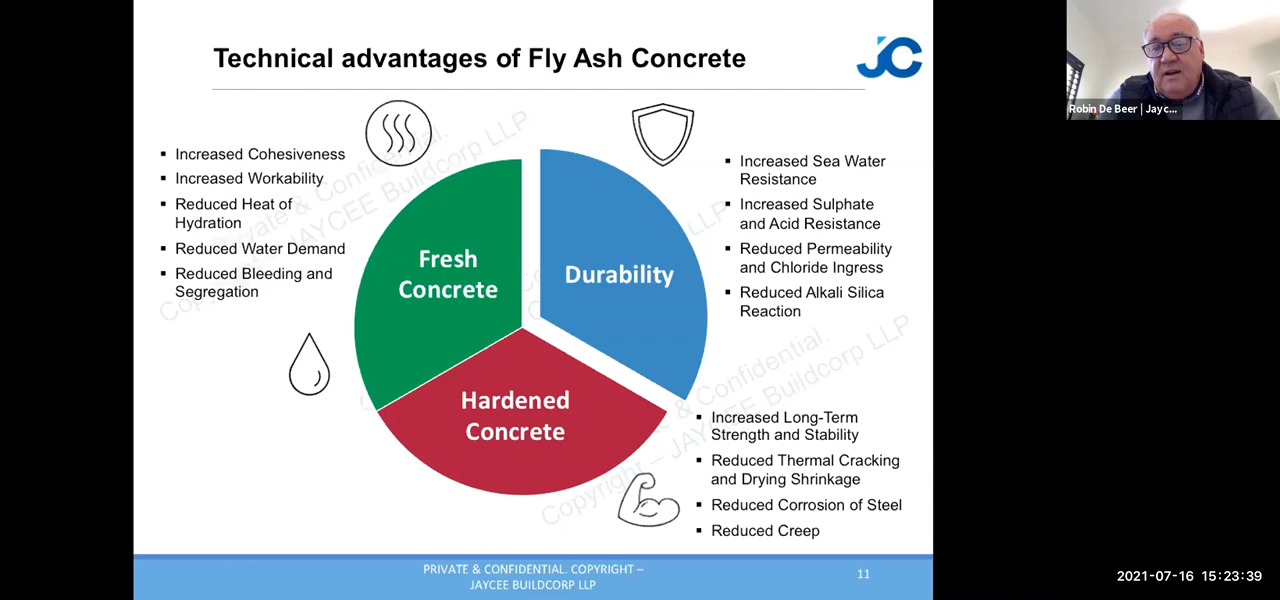 Technical advantages of Fly Ash Concrete
JC
▪ Increased Cohesiveness
▪ Increased Workability
▪ Reduced Heat of
Hydration
▪ Reduced Water Demand
▪ Reduced Bleeding and
Segregation
Fresh
Concrete
Durability
Hardened
Concrete
▪ Increased Sea Water
Resistance
▪ Increased Sulphate
and Acid Resistance
▪ Reduced Permeability
and Chloride Ingress
▪ Reduced Alkali Silica
Reaction
▪ Increased Long-Term
Strength and Stability
▪ Reduced Thermal Cracking
and Drying Shrinkage
▪ Reduced Corrosion of Steel
▪ Reduced Creep
PRIVATE & CONFIDENTIAL. COPYRIGHT –
JAYCEE BUILDCORP LLP
11
Robin De Beer | Jayc...
2021-07-16 15:23:39